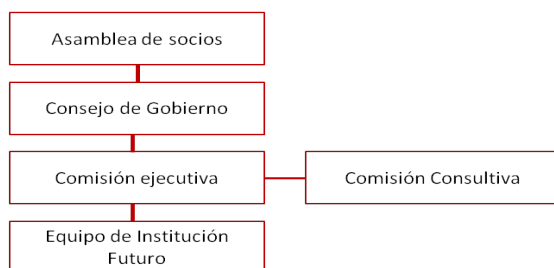 Asamblea de socios
Consejo de Gobierno
Comisión ejecutiva
Comisión Consultiva
Equipo de Institución
Futuro